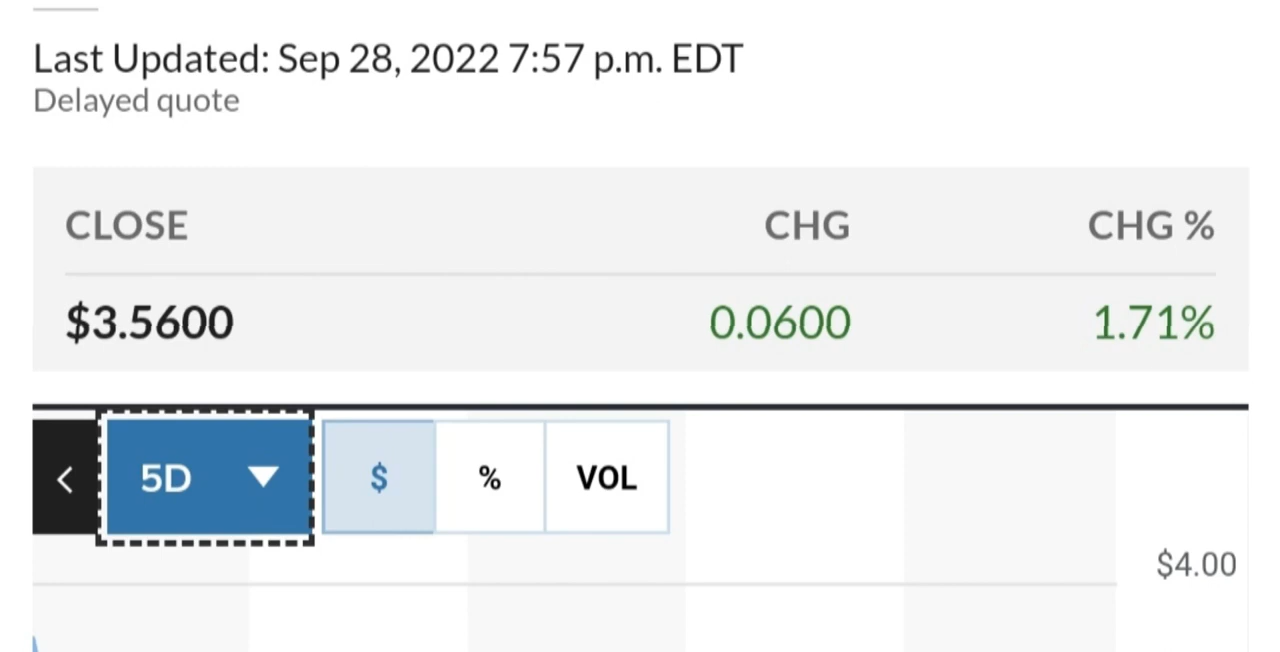 Last Updated: Sep 28, 2022 7:57 p.m. EDT
Delayed quote
CLOSE CHG CHG %
$3.5600 0.0600 1.71%
5D $ % VOL
$4.00